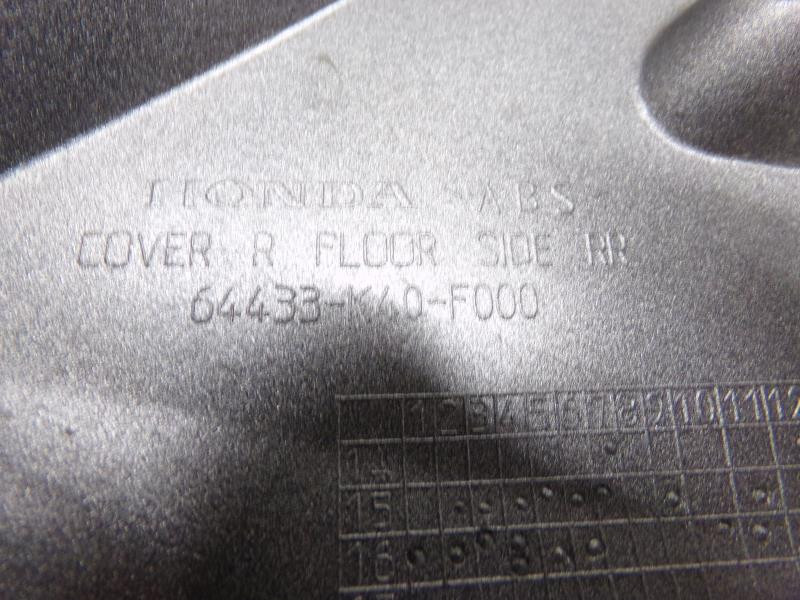 HONDA >ABS<
COVER R FLOOR SIDE RR
64433-K40-F000
1 2 3 4 5 6 7 8 9 10 11 12
14
15
16